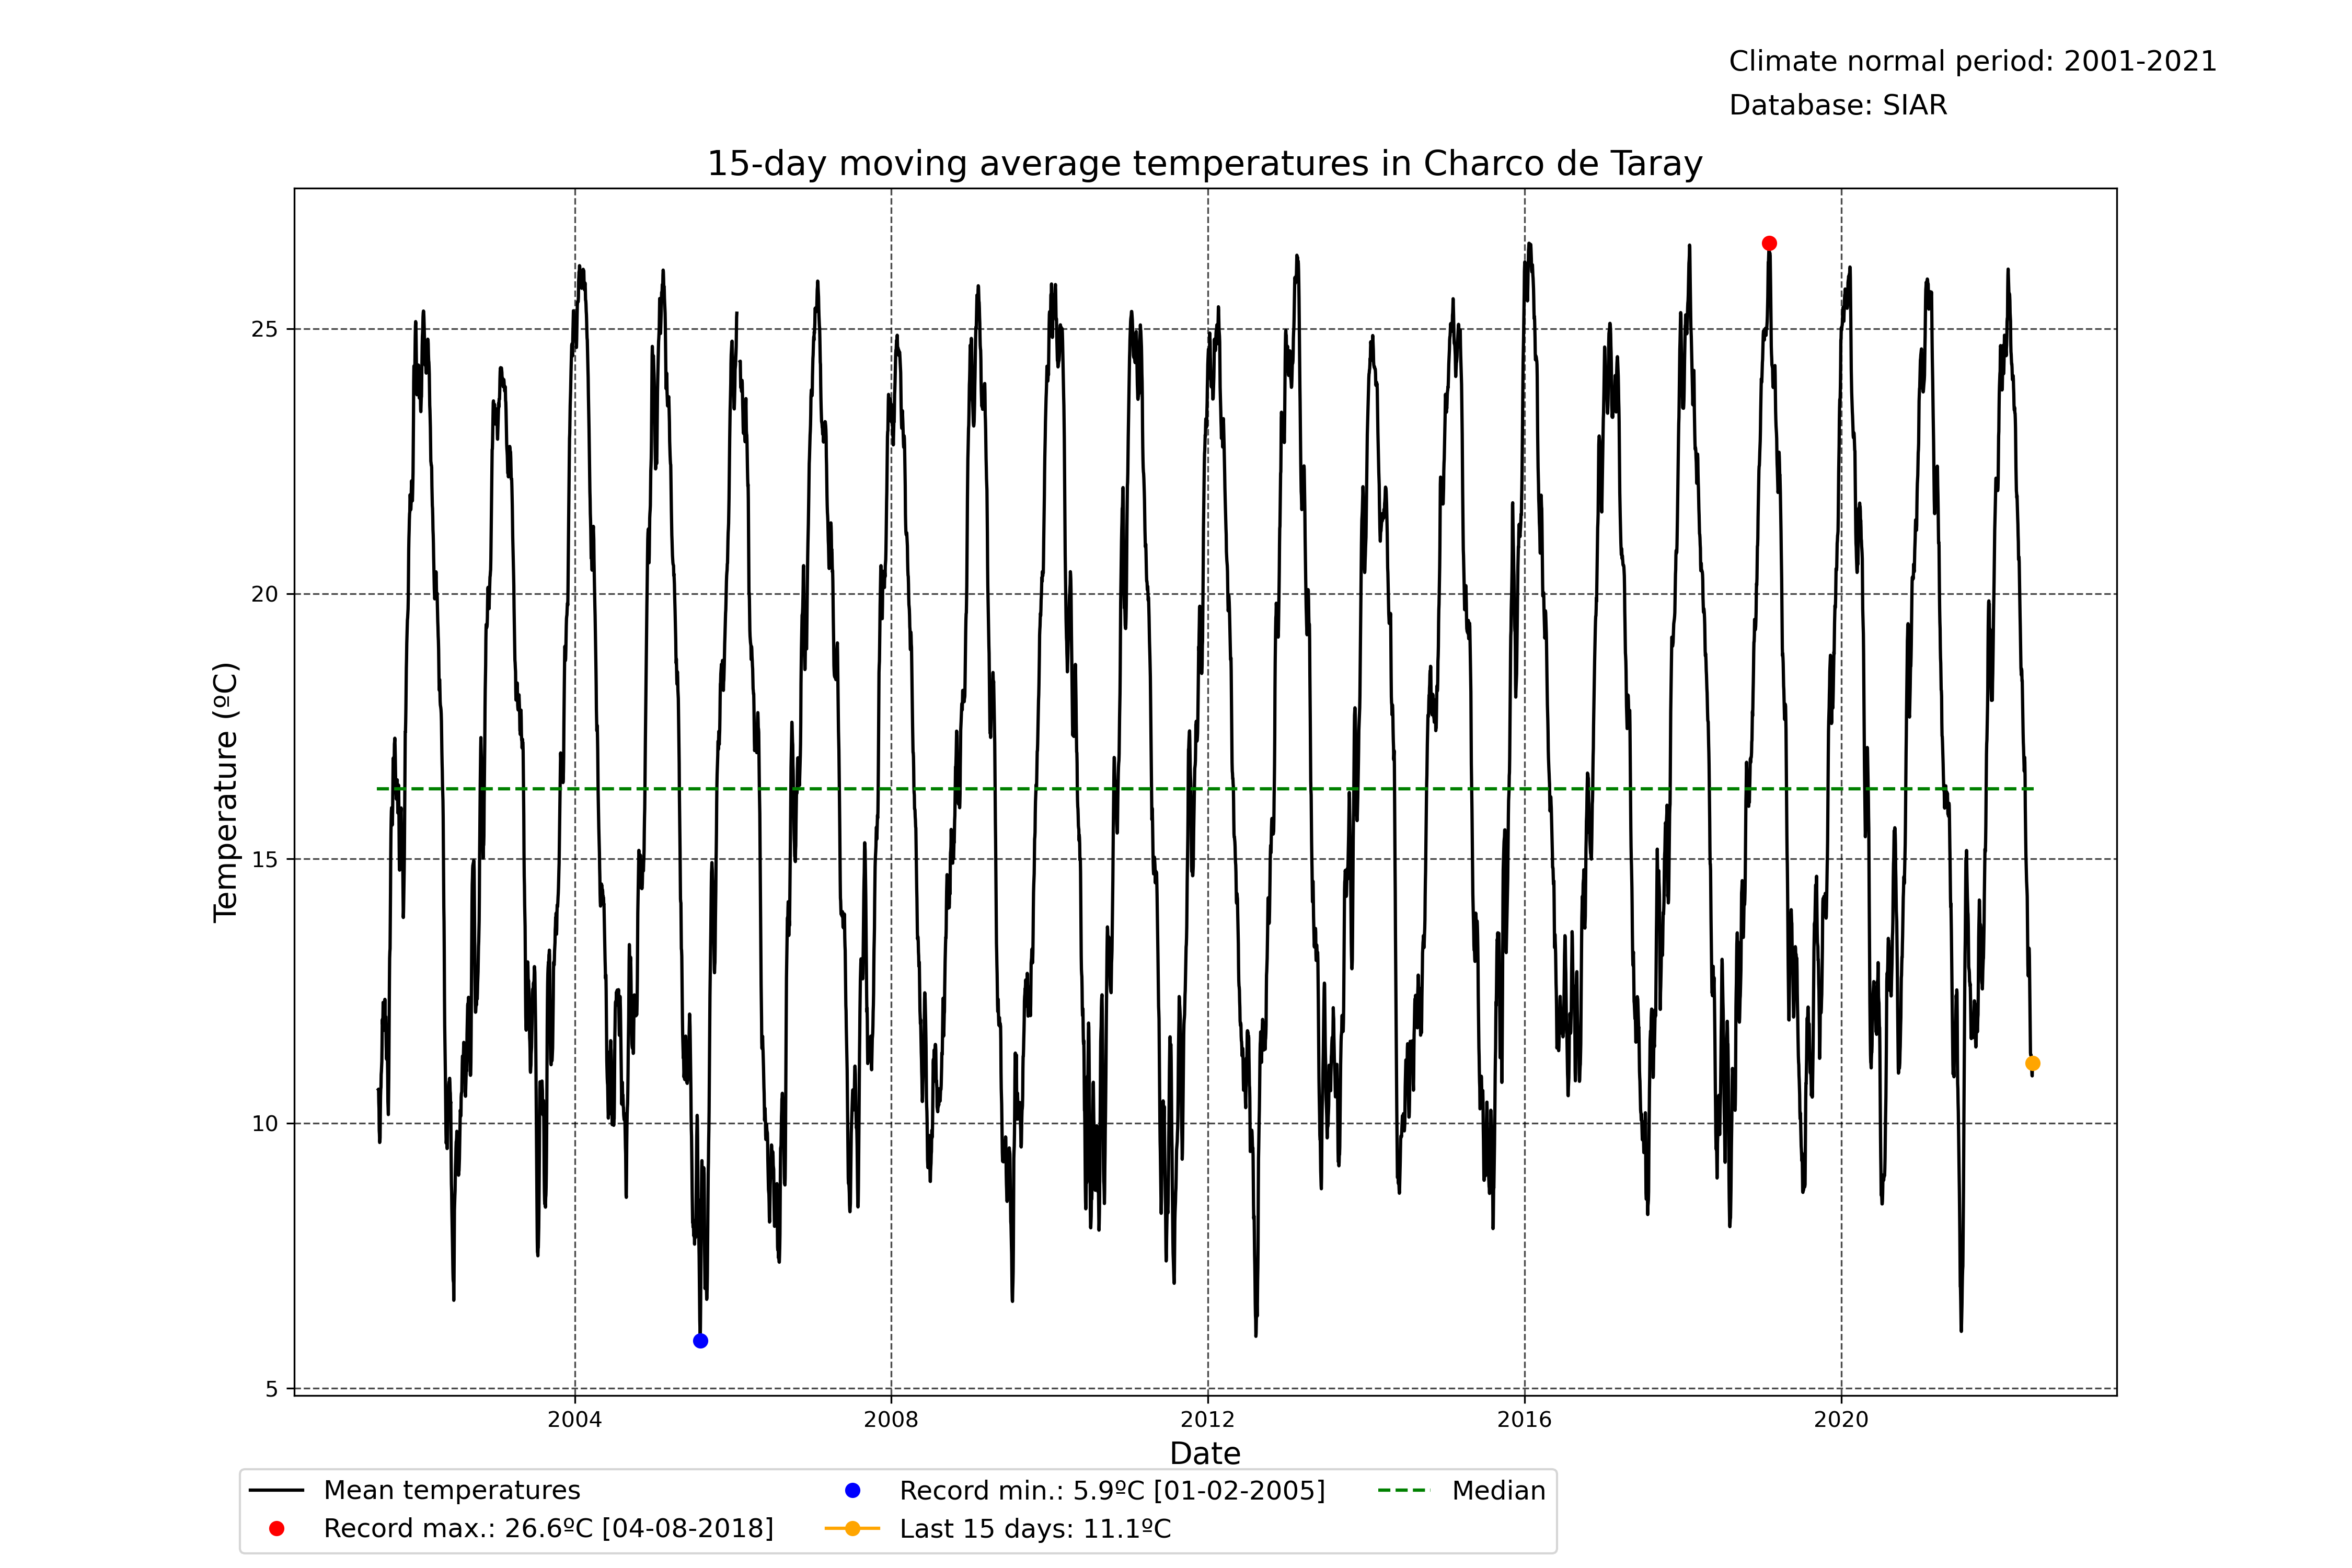 Climate normal period: 2001-2021
Database: SIAR
15-day moving average temperatures in Charco de Taray
Temperature (ºC)
25
20
15
10
5
2004
2008
2012
2016
2020
Date
Mean temperatures
Record max.: 26.6ºC [04-08-2018]
Record min.: 5.9ºC [01-02-2005]
Last 15 days: 11.1ºC
Median